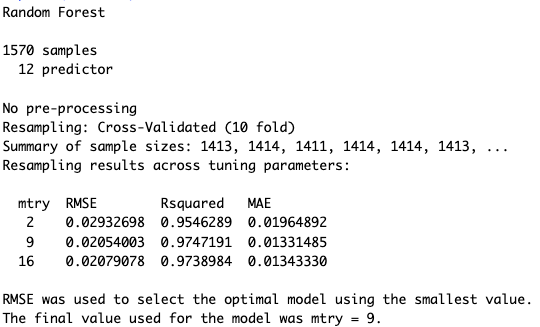 Random Forest
1570 samples
12 predictor
No pre-processing
Resampling: Cross-Validated (10 fold)
Summary of sample sizes: 1413, 1414, 1411, 1414, 1414, 1413, ...
Resampling results across tuning parameters:
mtry RMSE Rsquared MAE
2 0.02932698 0.9546289 0.01964892
9 0.02054003 0.9747191 0.01331485
16 0.02079078 0.9738984 0.01343330
RMSE was used to select the optimal model using the smallest value.
The final value used for the model was mtry = 9.